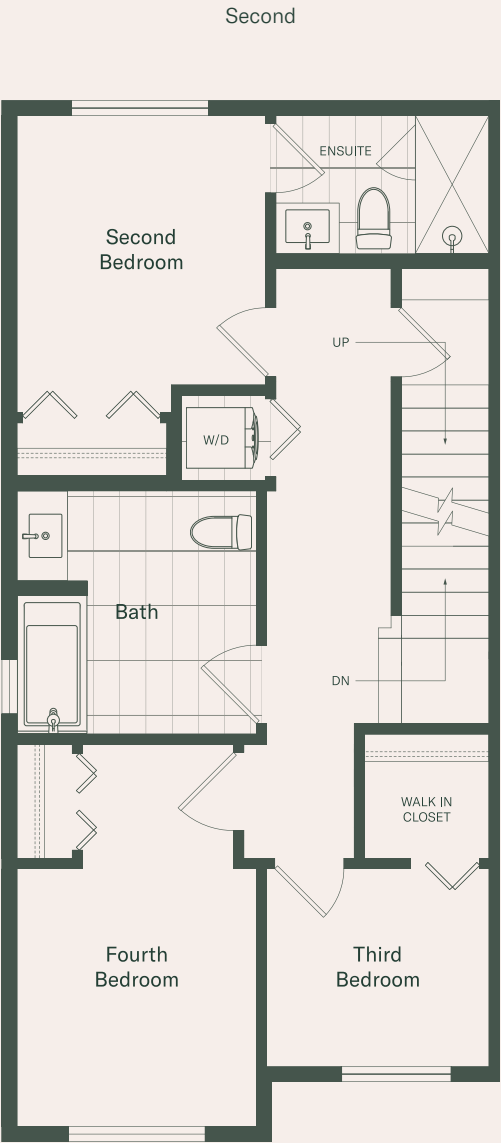 Second
ENSUITE
Second
Bedroom
UP
W/D
Bath
DN
WALK IN
CLOSET
Fourth
Bedroom
Third
Bedroom